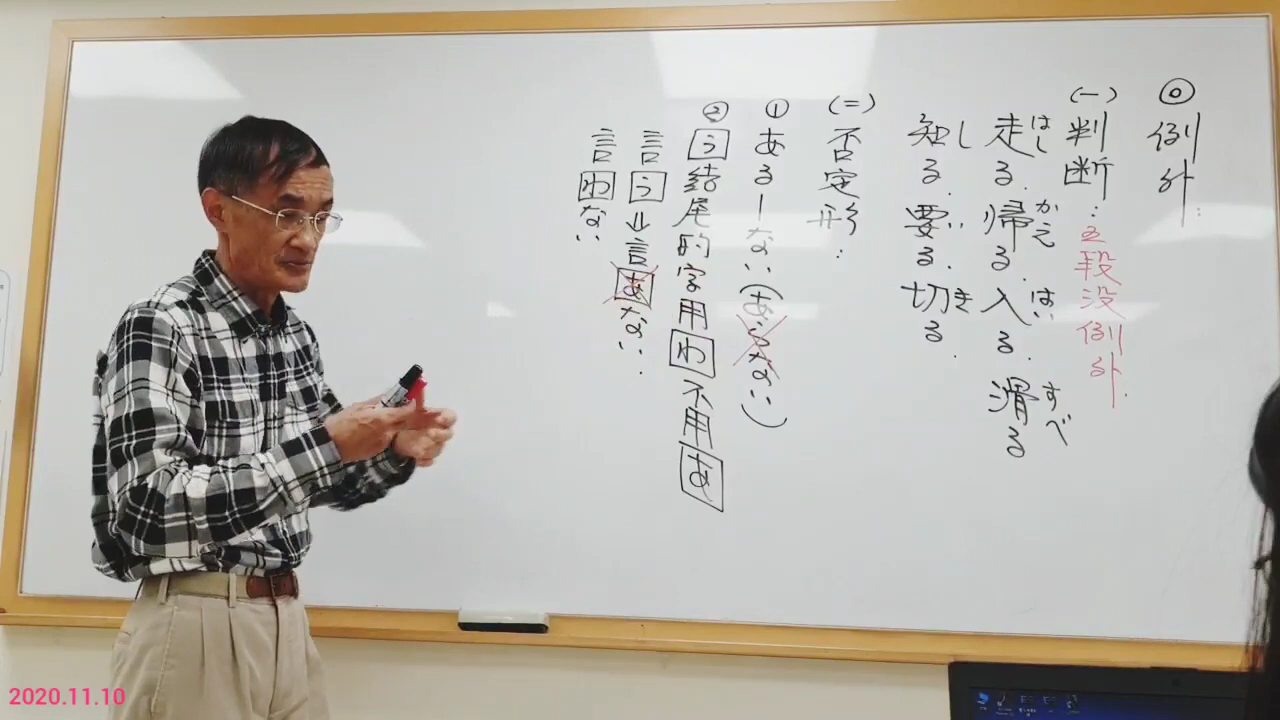 ◎例外:
(一)判断:五段没例外.
はし かえ はい すべ
走る.帰る.入る.滑る
し い き
知る.要る.切る.
(二)否定形:
①あるーない(あらない)
②う結尾的字用わ不用あ
言う⇒言あない..
言わない
2020.11.10